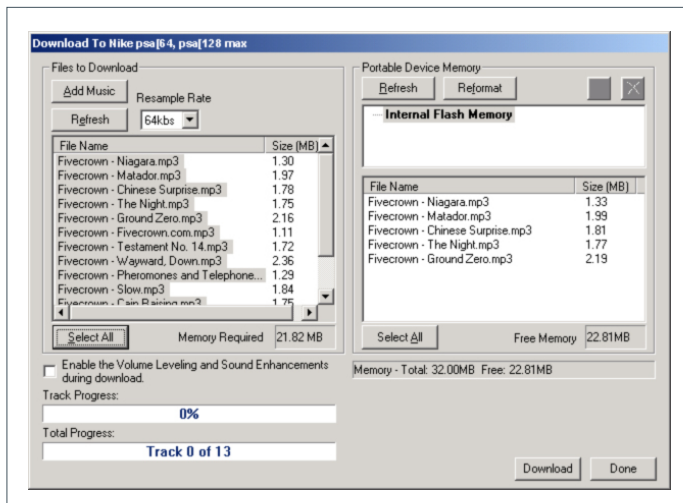 Download To Nike psa[64, psa[128 max
Files to Download
Add Music
Resample Rate
Refresh
64kbs
File Name Size (MB)
Fivecrown - Niagara.mp3 1.30
Fivecrown - Matador.mp3 1.97
Fivecrown - Chinese Surprise.mp3 1.78
Fivecrown - The Night.mp3 1.75
Fivecrown - Ground Zero.mp3 2.16
Fivecrown - Fivecrown.com.mp3 1.11
Fivecrown - Testament No. 14.mp3 1.72
Fivecrown - Wayward, Down.mp3 2.36
Fivecrown - Pheromones and Telephone... 1.29
Fivecrown - Slow.mp3 1.84
Fivecrown - Cain Raising.mp3 1.75
Select All
Memory Required 21.82 MB
Enable the Volume Leveling and Sound Enhancements
during download.
Track Progress:
0%
Total Progress:
Track 0 of 13
Portable Device Memory
Refresh Reformat
Internal Flash Memory
File Name Size (MB)
Fivecrown - Niagara.mp3 1.33
Fivecrown - Matador.mp3 1.99
Fivecrown - Chinese Surprise.mp3 1.81
Fivecrown - The Night.mp3 1.77
Fivecrown - Ground Zero.mp3 2.19
Select All
Free Memory 22.81MB
Memory - Total: 32.00MB Free: 22.81MB
Download Done